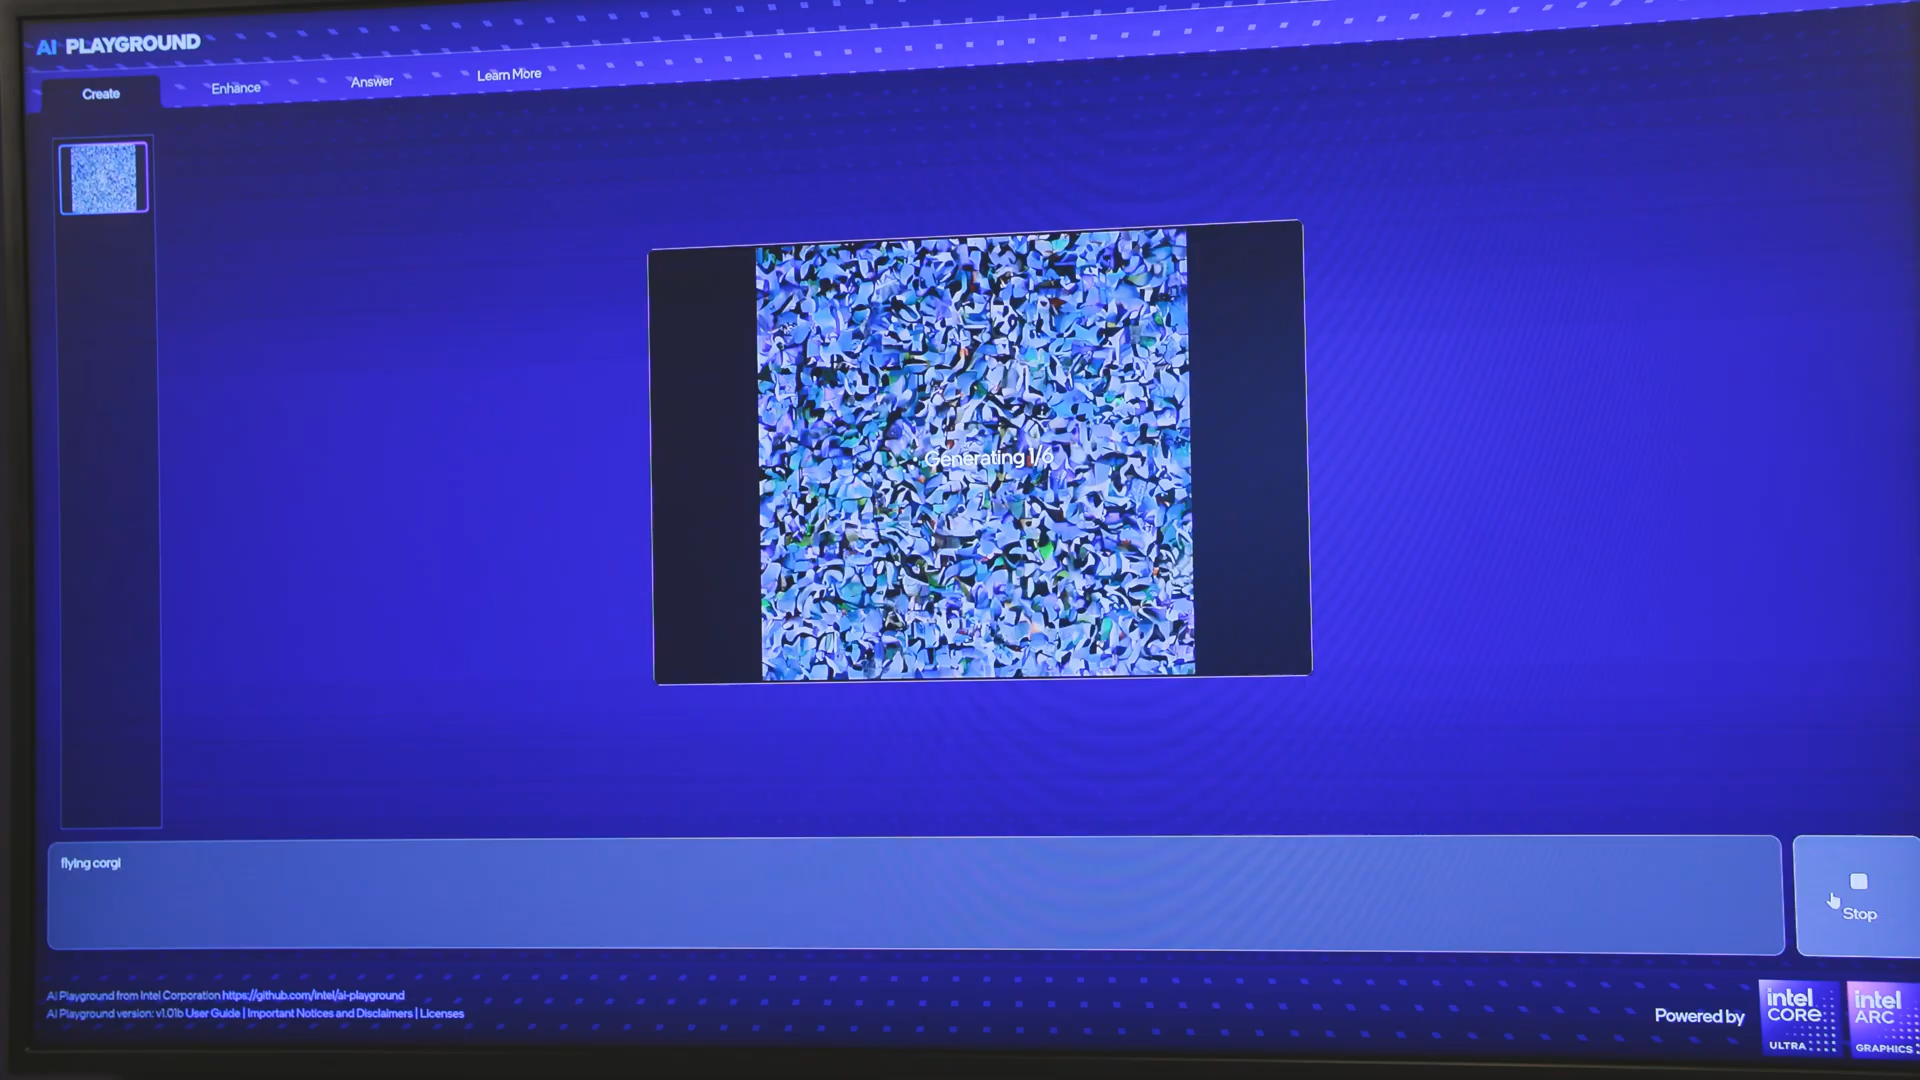 AI PLAYGROUND
Create
Enhance
Answer
Learn More
Generating 1/6
flying corgi
Stop
AI Playground from Intel Corporation https://github.com/intel/ai-playground
AI Playground version: v1.01b User Guide | Important Notices and Disclaimers | Licenses
Powered by
intel
CORE
ULTRA
intel
ARC
GRAPHICS